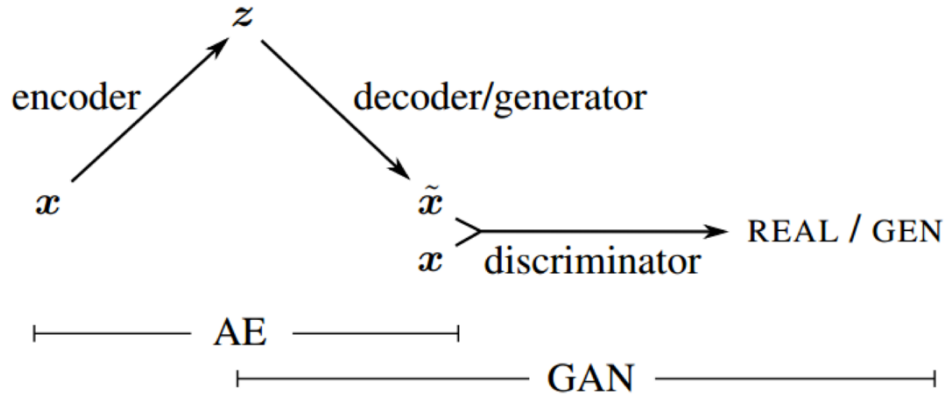 z
encoder
decoder/generator
x
x̃
x
REAL / GEN
discriminator
AE
GAN